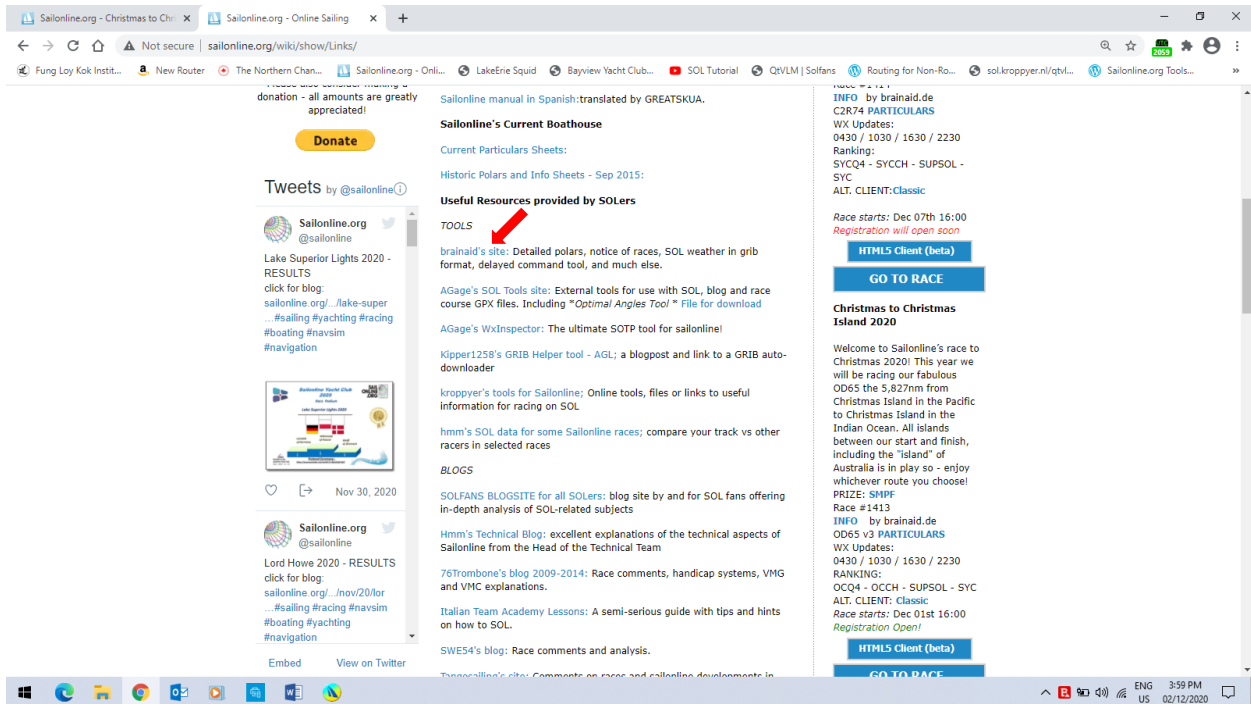 Sailonline.org - Christmas to Chri
Sailonline.org - Online Sailing
Not secure
sailonline.org/wiki/show/Links/
2059
Fung Loy Kok Instit...
New Router
The Northern Chan...
Sailonline.org - Onli...
LakeErie Squid
Bayview Yacht Club...
SOL Tutorial
QtVLM | Solfans
Routing for Non-Ro...
sol.kroppyer.nl/qtvl...
Sailonline.org Tools...
donation - all amounts are greatly
appreciated!
Donate
Tweets by @sailonline
Sailonline.org
@sailonline
Lake Superior Lights 2020 -
RESULTS
click for blog:
sailonline.org/.../lake-super
...#sailing #yachting #racing
#boating #navsim
#navigation
Nov 30, 2020
Sailonline.org
@sailonline
Lord Howe 2020 - RESULTS
click for blog:
sailonline.org/.../nov/20/lor
...#sailing #racing #navsim
#boating #yachting
#navigation
Embed
View on Twitter
Sailonline manual in Spanish:translated by GREATSKUA.
Sailonline's Current Boathouse
Current Particulars Sheets:
Historic Polars and Info Sheets - Sep 2015:
Useful Resources provided by SOLers
TOOLS
brainaid's site: Detailed polars, notice of races, SOL weather in grib
format, delayed command tool, and much else.
AGage's SOL Tools site: External tools for use with SOL, blog and race
course GPX files. Including *Optimal Angles Tool * File for download
AGage's WxInspector: The ultimate SOTP tool for sailonline!
Kipper1258's GRIB Helper tool - AGL; a blogpost and link to a GRIB auto-
downloader
kroppyer's tools for Sailonline; Online tools, files or links to useful
information for racing on SOL
hmm's SOL data for some Sailonline races; compare your track vs other
racers in selected races
BLOGS
SOLFANS BLOGSITE for all SOLers: blog site by and for SOL fans offering
in-depth analysis of SOL-related subjects
Hmm's Technical Blog: excellent explanations of the technical aspects of
Sailonline from the Head of the Technical Team
76Trombone's blog 2009-2014: Race comments, handicap systems, VMG
and VMC explanations.
Italian Team Academy Lessons: A semi-serious guide with tips and hints
on how to SOL.
SWE54's blog: Race comments and analysis.
INFO by brainaid.de
C2R74 PARTICULARS
WX Updates:
0430 / 1030 / 1630 / 2230
Ranking:
SYCQ4 - SYCCH - SUPSOL -
SYC
ALT. CLIENT:Classic
Race starts: Dec 07th 16:00
Registration will open soon
HTML5 Client (beta)
GO TO RACE
Christmas to Christmas
Island 2020
Welcome to Sailonline's race to
Christmas 2020! This year we
will be racing our fabulous
OD65 the 5,827nm from
Christmas Island in the Pacific
to Christmas Island in the
Indian Ocean. All islands
between our start and finish,
including the "island" of
Australia is in play so - enjoy
whichever route you choose!
PRIZE: SMPF
Race #1413
INFO by brainaid.de
OD65 v3 PARTICULARS
WX Updates:
0430 / 1030 / 1630 / 2230
RANKING:
OCQ4 - OCCH - SUPSOL - SYC
ALT. CLIENT: Classic
Race starts: Dec 01st 16:00
Registration Open!
HTML5 Client (beta)
GO TO RACE
ENG
US
3:59 PM
02/12/2020